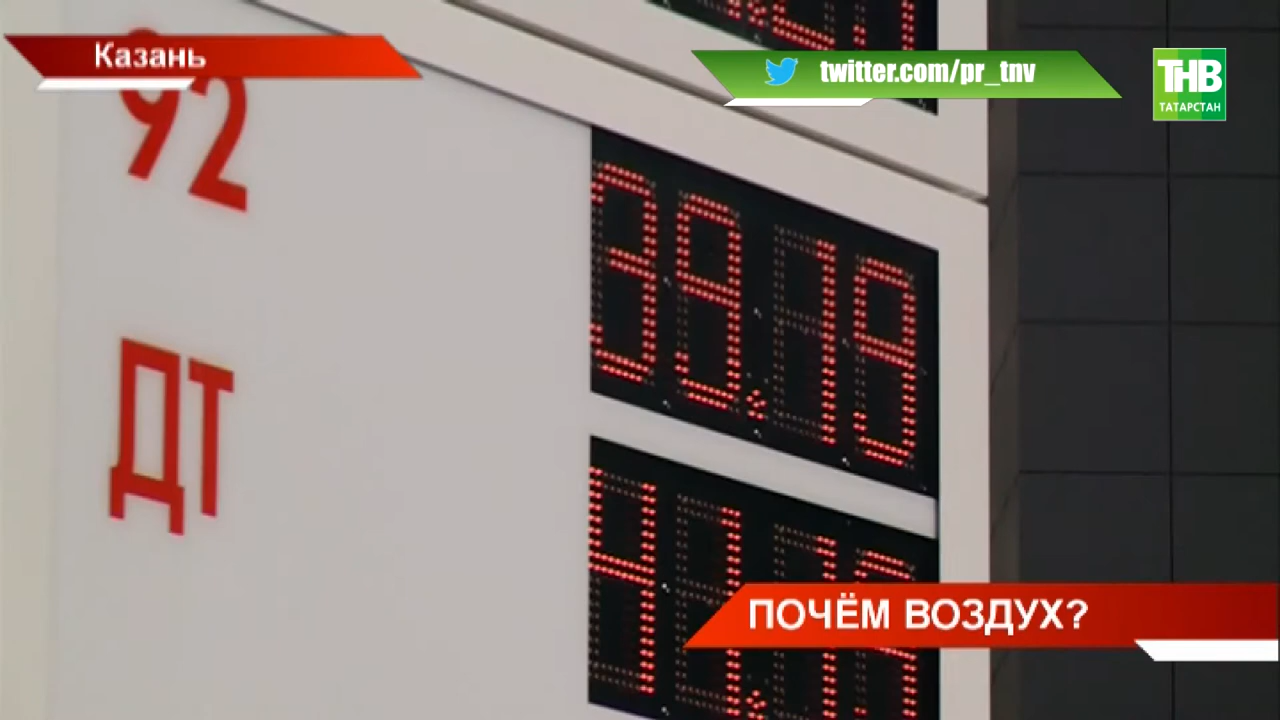 Казань
twitter.com/pr_tnv
ТНВ
ТАТАРСТАН
92
39.19
ДТ
ПОЧЁМ ВОЗДУХ?